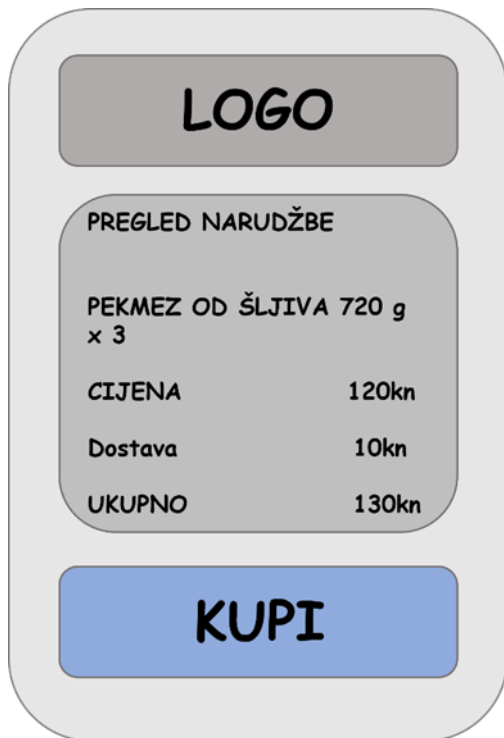 LOGO
PREGLED NARUDŽBE
PEKMEZ OD ŠLJIVA 720 g
x 3
CIJENA 120kn
Dostava 10kn
UKUPNO 130kn
KUPI